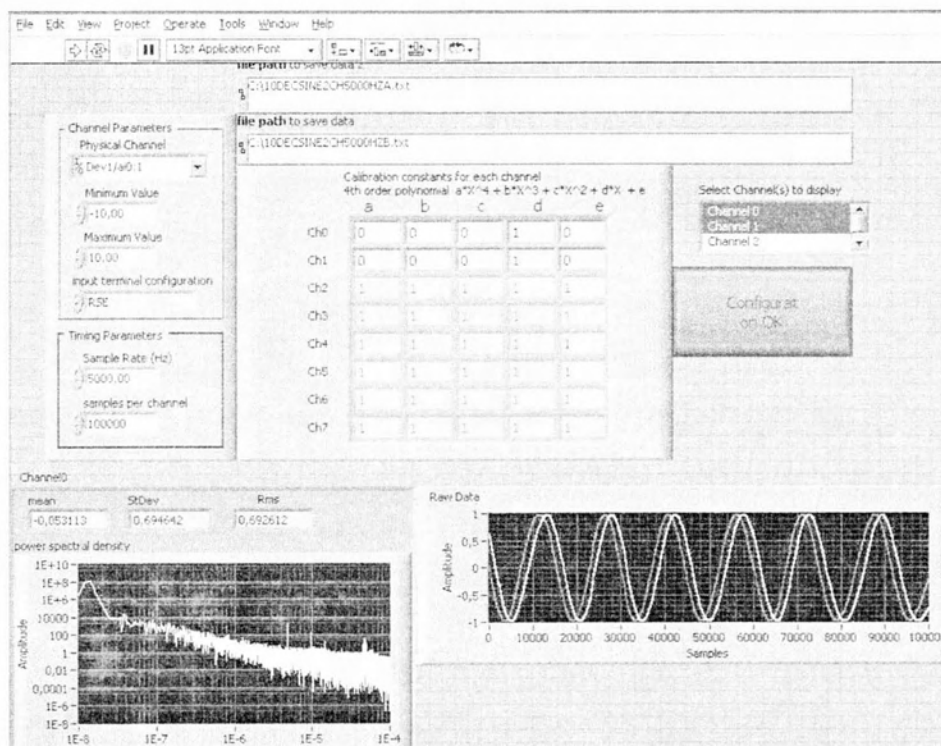 File Edit View Project Operate Tools Window Help
13pt Application Font
file path to save data 2
C:\10DECSINE2CH5000HZA.txt
file path to save data
C:\10DECSINE2CH5000HZB.txt
Channel Parameters
Physical Channel
Dev1/ai0:1
Minimum Value
-10,00
Maximum Value
10,00
input terminal configuration
RSE
Timing Parameters
Sample Rate (Hz)
5000,00
samples per channel
100000
Calibration constants for each channel
4th order polynomial a*X^4 + b*X^3 + c*X^2 + d*X + e
a b c d e
Ch0 0 0 0 1 0
Ch1 0 0 0 1 0
Ch2 1 1 1 1 1
Ch3 1 1 1 1 1
Ch4 1 1 1 1 1
Ch5 1 1 1 1 1
Ch6 1 1 1 1 1
Ch7 1 1 1 1 1
Select Channel(s) to display
Channel 0
Channel 1
Channel 2
Configurat
on OK
Channel0
mean StDev Rms
-0,053113 0,694642 0,692612
power spectral density
Amplitude
1E+10
1E+8
1E+6
10000
100
1
0,01
0,0001
1E-6
1E-8
1E-8 1E-7 1E-6 1E-5 1E-4
Raw Data
Amplitude
1
0,5
0
-0,5
-1
0 10000 20000 30000 40000 50000 60000 70000 80000 90000 10000
Samples